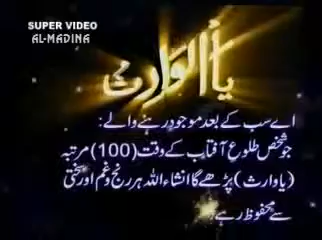 SUPER VIDEO
AL-MADINA
یا الوارث
اے سب کے بعد موجود رہنے والے:
جو شخص طلوع آفتاب کے وقت (100) مرتبہ
(یا وارث) پڑھے گا انشاء اللہ ہر رنج و غم اور سختی
سے محفوظ رہے